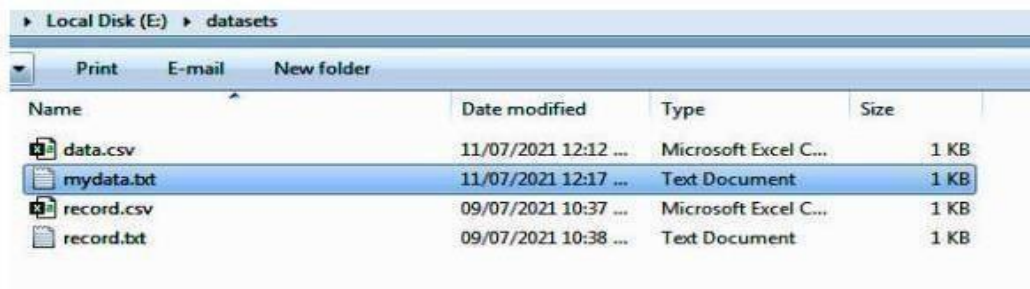 Local Disk (E:) datasets
Print E-mail New folder
Name Date modified Type Size
data.csv 11/07/2021 12:12 ... Microsoft Excel C... 1 KB
mydata.txt 11/07/2021 12:17 ... Text Document 1 KB
record.csv 09/07/2021 10:37 ... Microsoft Excel C... 1 KB
record.txt 09/07/2021 10:38 ... Text Document 1 KB